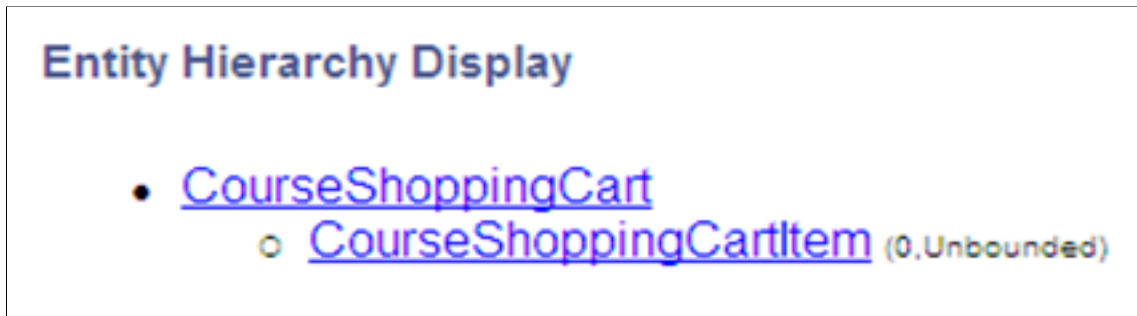 Entity Hierarchy Display
CourseShoppingCart
CourseShoppingCartItem (0,Unbounded)